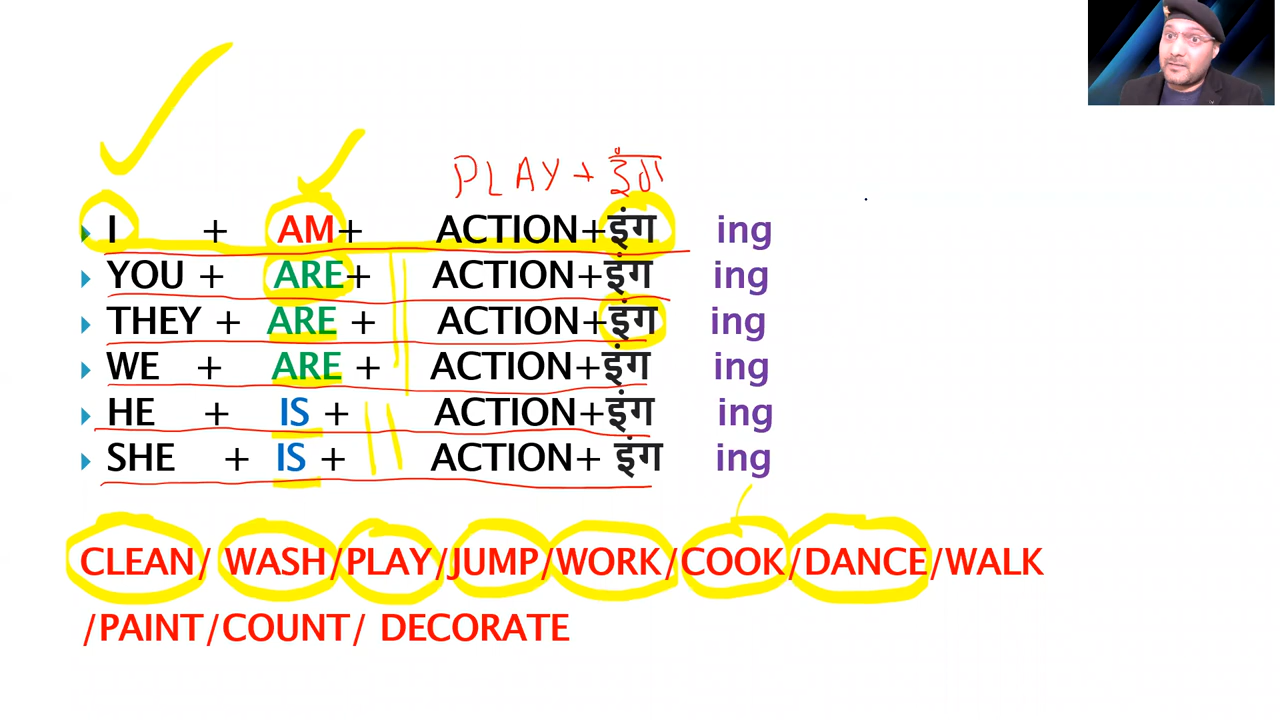 PLAY + इंग
I + AM+ ACTION+इंग ing
YOU + ARE+ ACTION+इंग ing
THEY + ARE + ACTION+इंग ing
WE + ARE + ACTION+इंग ing
HE + IS + ACTION+इंग ing
SHE + IS + ACTION+ इंग ing
CLEAN/ WASH/PLAY/JUMP/WORK/COOK/DANCE/WALK
/PAINT/COUNT/ DECORATE